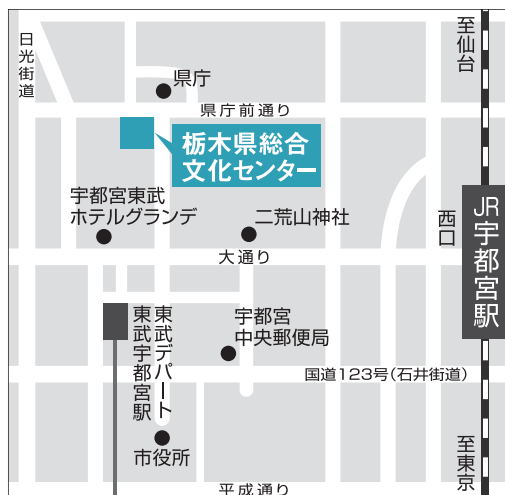 日光街道
至仙台
県庁
県庁前通り
栃木県総合
文化センター
宇都宮東武
ホテルグランデ
二荒山神社
西口
JR宇都宮駅
大通り
東武デパート
東武宇都宮駅
宇都宮
中央郵便局
国道123号(石井街道)
市役所
至東京
平成通り